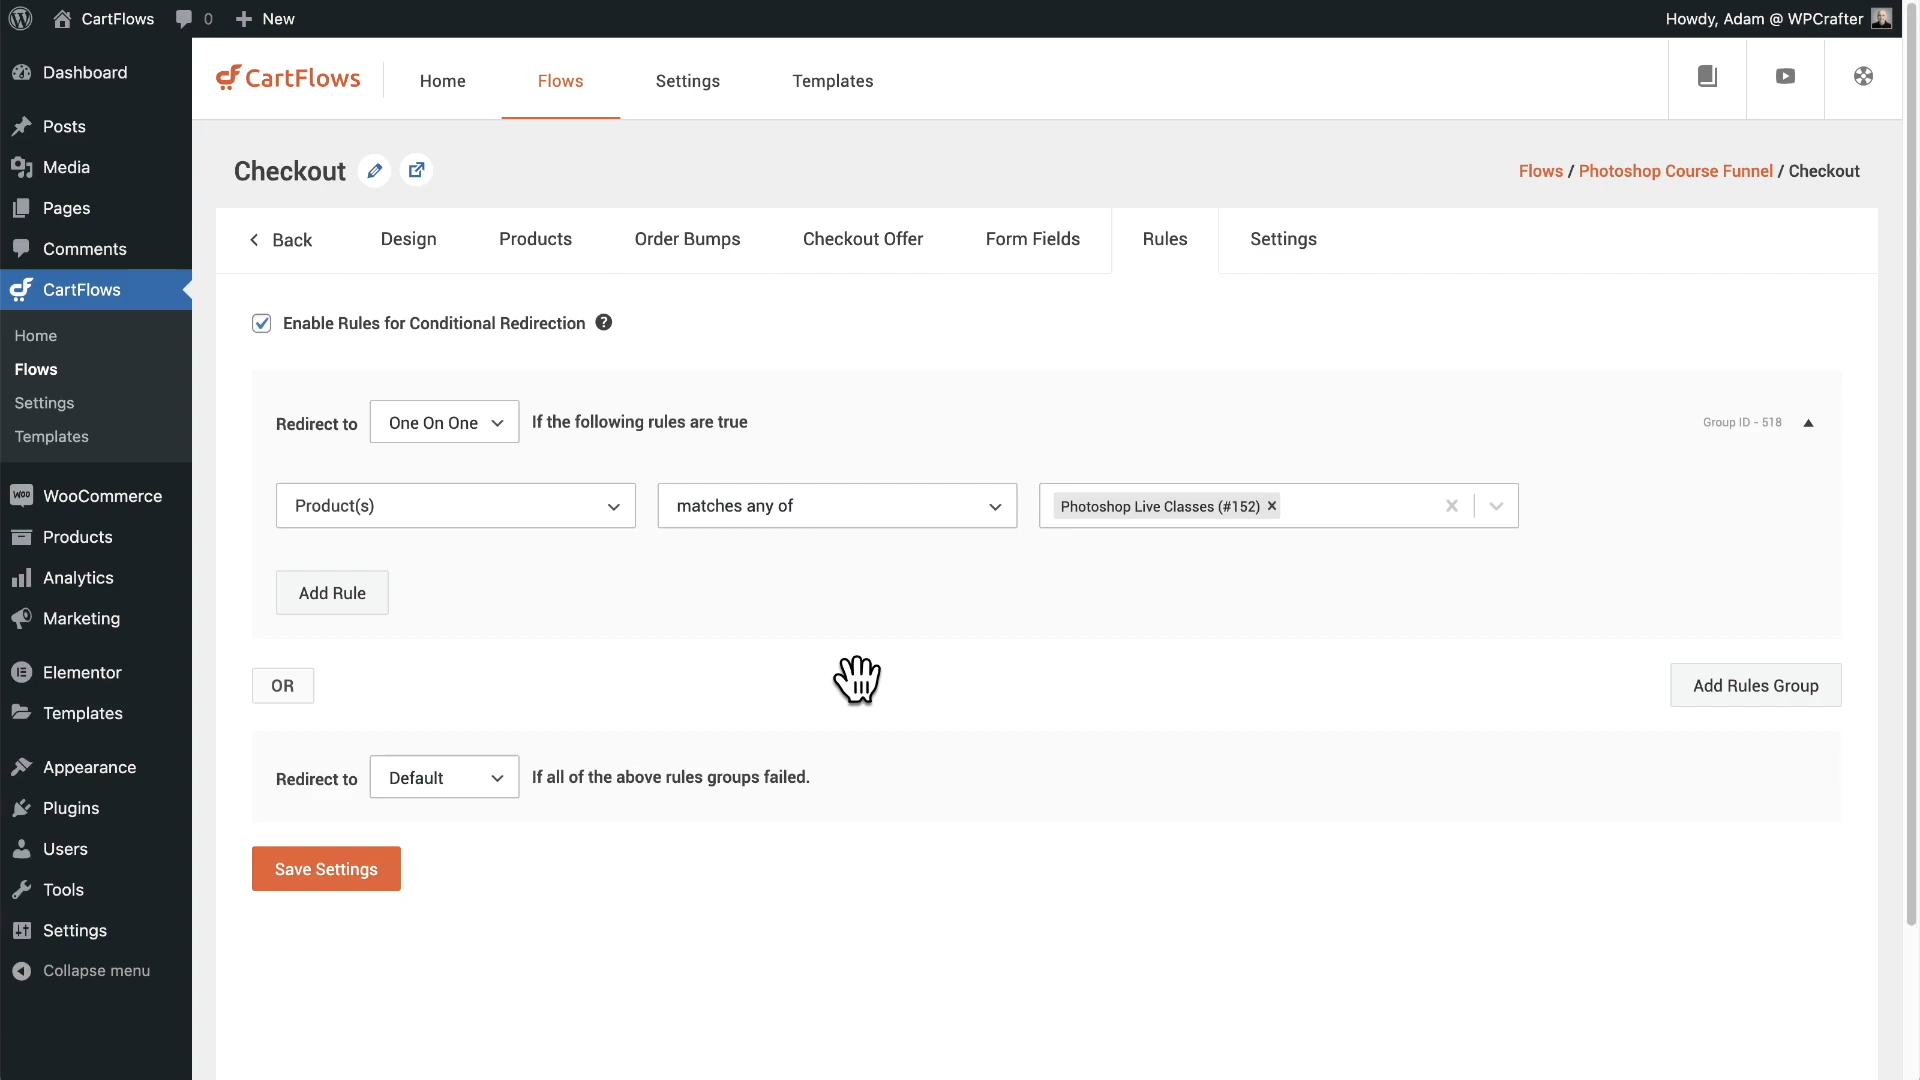 CartFlows
0
New
Howdy, Adam @ WPCrafter
Dashboard
Posts
Media
Pages
Comments
CartFlows
Home
Flows
Settings
Templates
WooCommerce
Products
Analytics
Marketing
Elementor
Templates
Appearance
Plugins
Users
Tools
Settings
Collapse menu
CartFlows
Home
Flows
Settings
Templates
Checkout
Flows / Photoshop Course Funnel / Checkout
Back
Design
Products
Order Bumps
Checkout Offer
Form Fields
Rules
Settings
Enable Rules for Conditional Redirection ?
Redirect to One On One If the following rules are true
Group ID - 518
Product(s)
matches any of
Photoshop Live Classes (#152)
Add Rule
OR
Add Rules Group
Redirect to Default If all of the above rules groups failed.
Save Settings